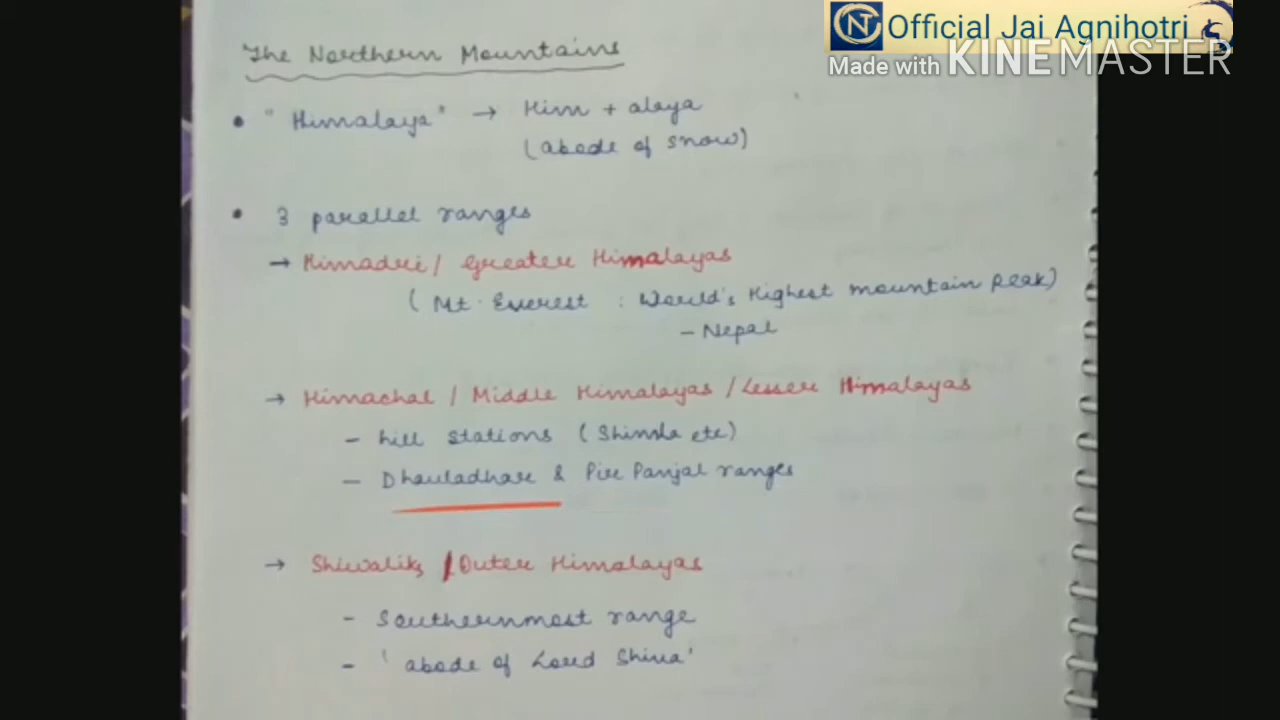 Official Jai Agnihotri
Made with KINEMASTER
The Northern Mountains
• "Himalaya" → Him + alaya
(abode of snow)
• 3 parallel ranges
→ Himadri / Greater Himalayas
( Mt. Everest : World's Highest mountain peak)
- Nepal
→ Himachal / Middle Himalayas / Lesser Himalayas
- hill stations (Shimla etc)
- Dhauladhar & Pir Panjal ranges
→ Shiwaliks / Outer Himalayas
- Southernmost range
- 'abode of Lord Shiva'